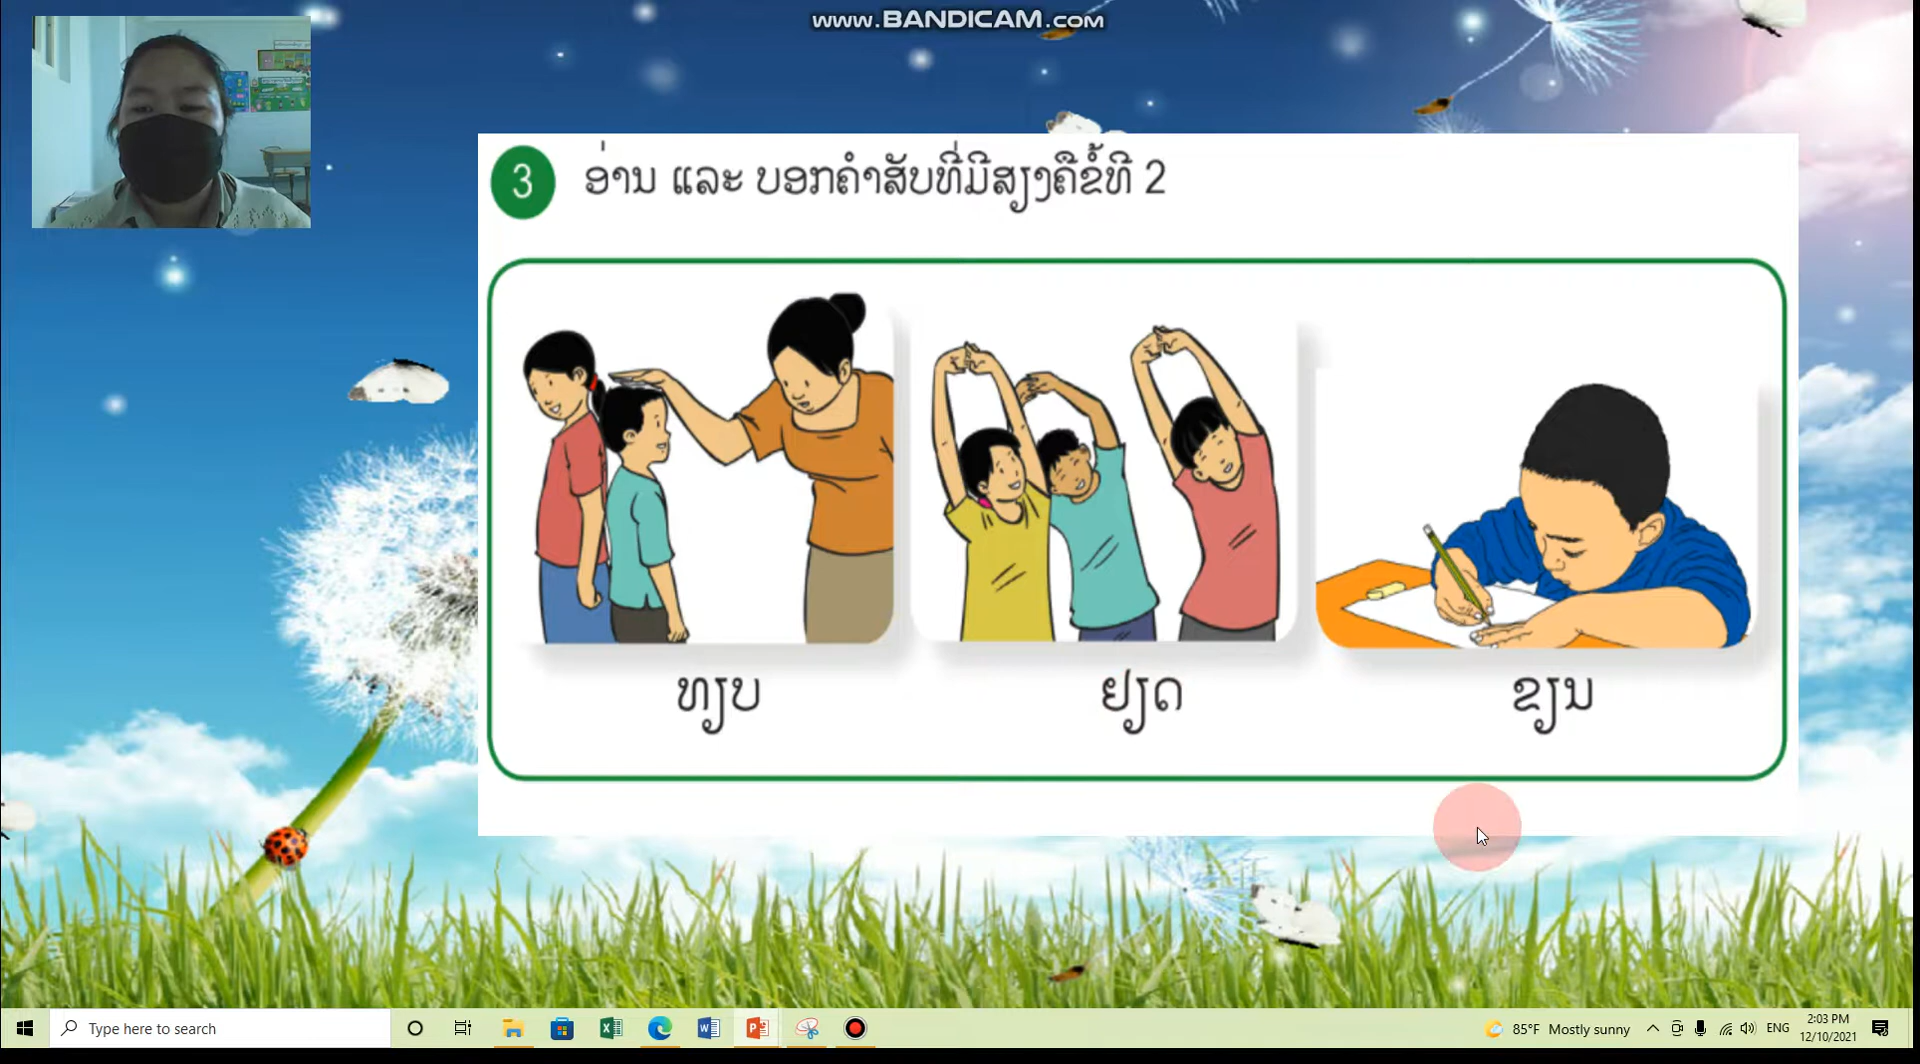 www.BANDICAM.com
3 ອ່ານ ແລະ ບອກຄຳສັບທີ່ມີສຽງຄືຂໍ້ທີ 2
ທຽບ
ຢຽດ
ຂຽນ
Type here to search
85°F Mostly sunny
ENG
2:03 PM
12/10/2021